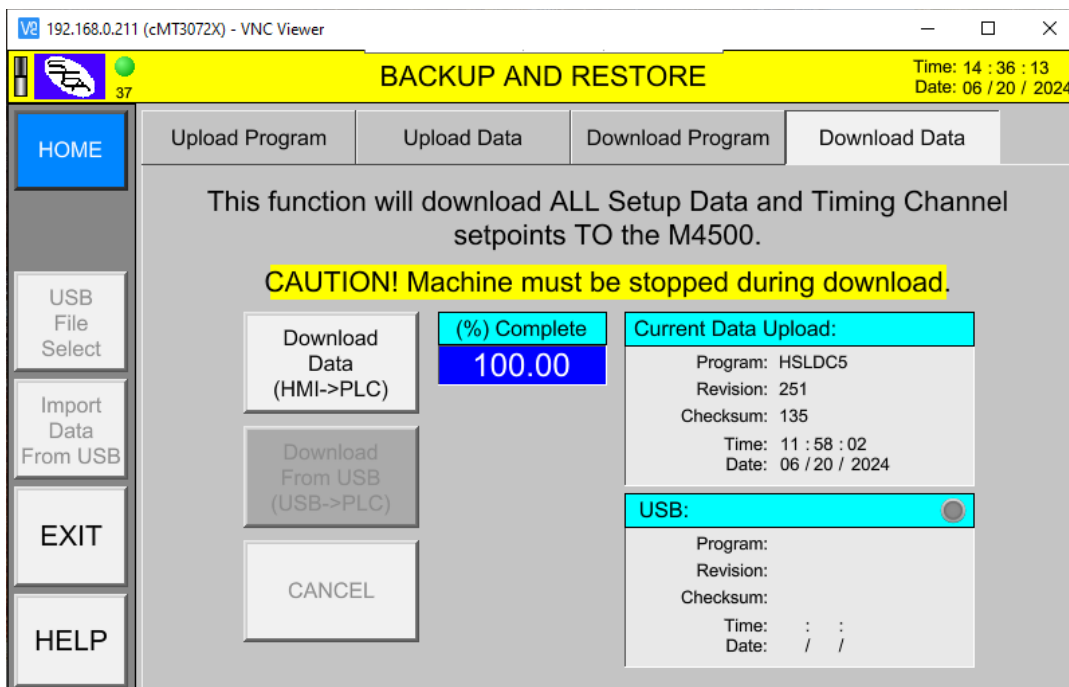 192.168.0.211 (cMT3072X) - VNC Viewer
37
BACKUP AND RESTORE
Time: 14 : 36 : 13
Date: 06 / 20 / 2024
HOME
Upload Program
Upload Data
Download Program
Download Data
This function will download ALL Setup Data and Timing Channel
setpoints TO the M4500.
CAUTION! Machine must be stopped during download.
USB
File
Select
Import
Data
From USB
EXIT
HELP
Download
Data
(HMI->PLC)
Download
From USB
(USB->PLC)
CANCEL
(%) Complete
100.00
Current Data Upload:
Program: HSLDC5
Revision: 251
Checksum: 135
Time: 11 : 58 : 02
Date: 06 / 20 / 2024
USB:
Program:
Revision:
Checksum:
Time: : :
Date: / /